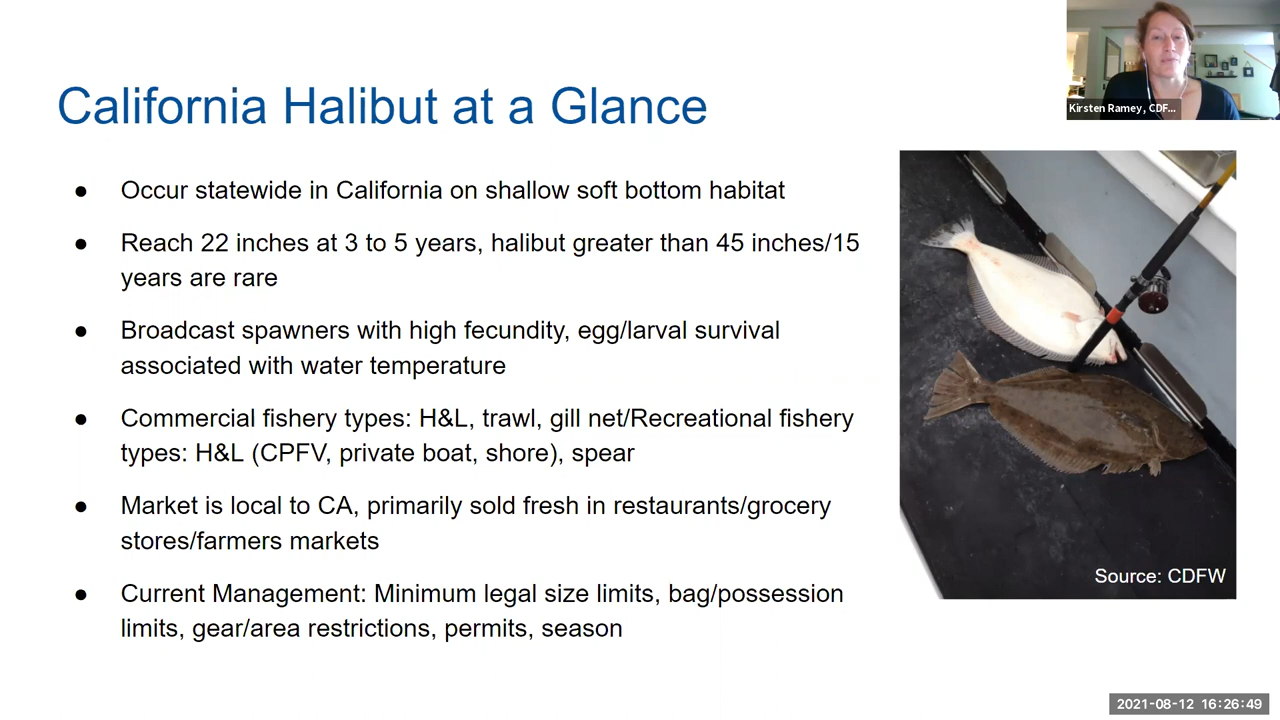 Kirsten Ramey, CDF...
California Halibut at a Glance
● Occur statewide in California on shallow soft bottom habitat
● Reach 22 inches at 3 to 5 years, halibut greater than 45 inches/15
years are rare
● Broadcast spawners with high fecundity, egg/larval survival
associated with water temperature
● Commercial fishery types: H&L, trawl, gill net/Recreational fishery
types: H&L (CPFV, private boat, shore), spear
● Market is local to CA, primarily sold fresh in restaurants/grocery
stores/farmers markets
● Current Management: Minimum legal size limits, bag/possession
limits, gear/area restrictions, permits, season
Source: CDFW
2021-08-12 16:26:49